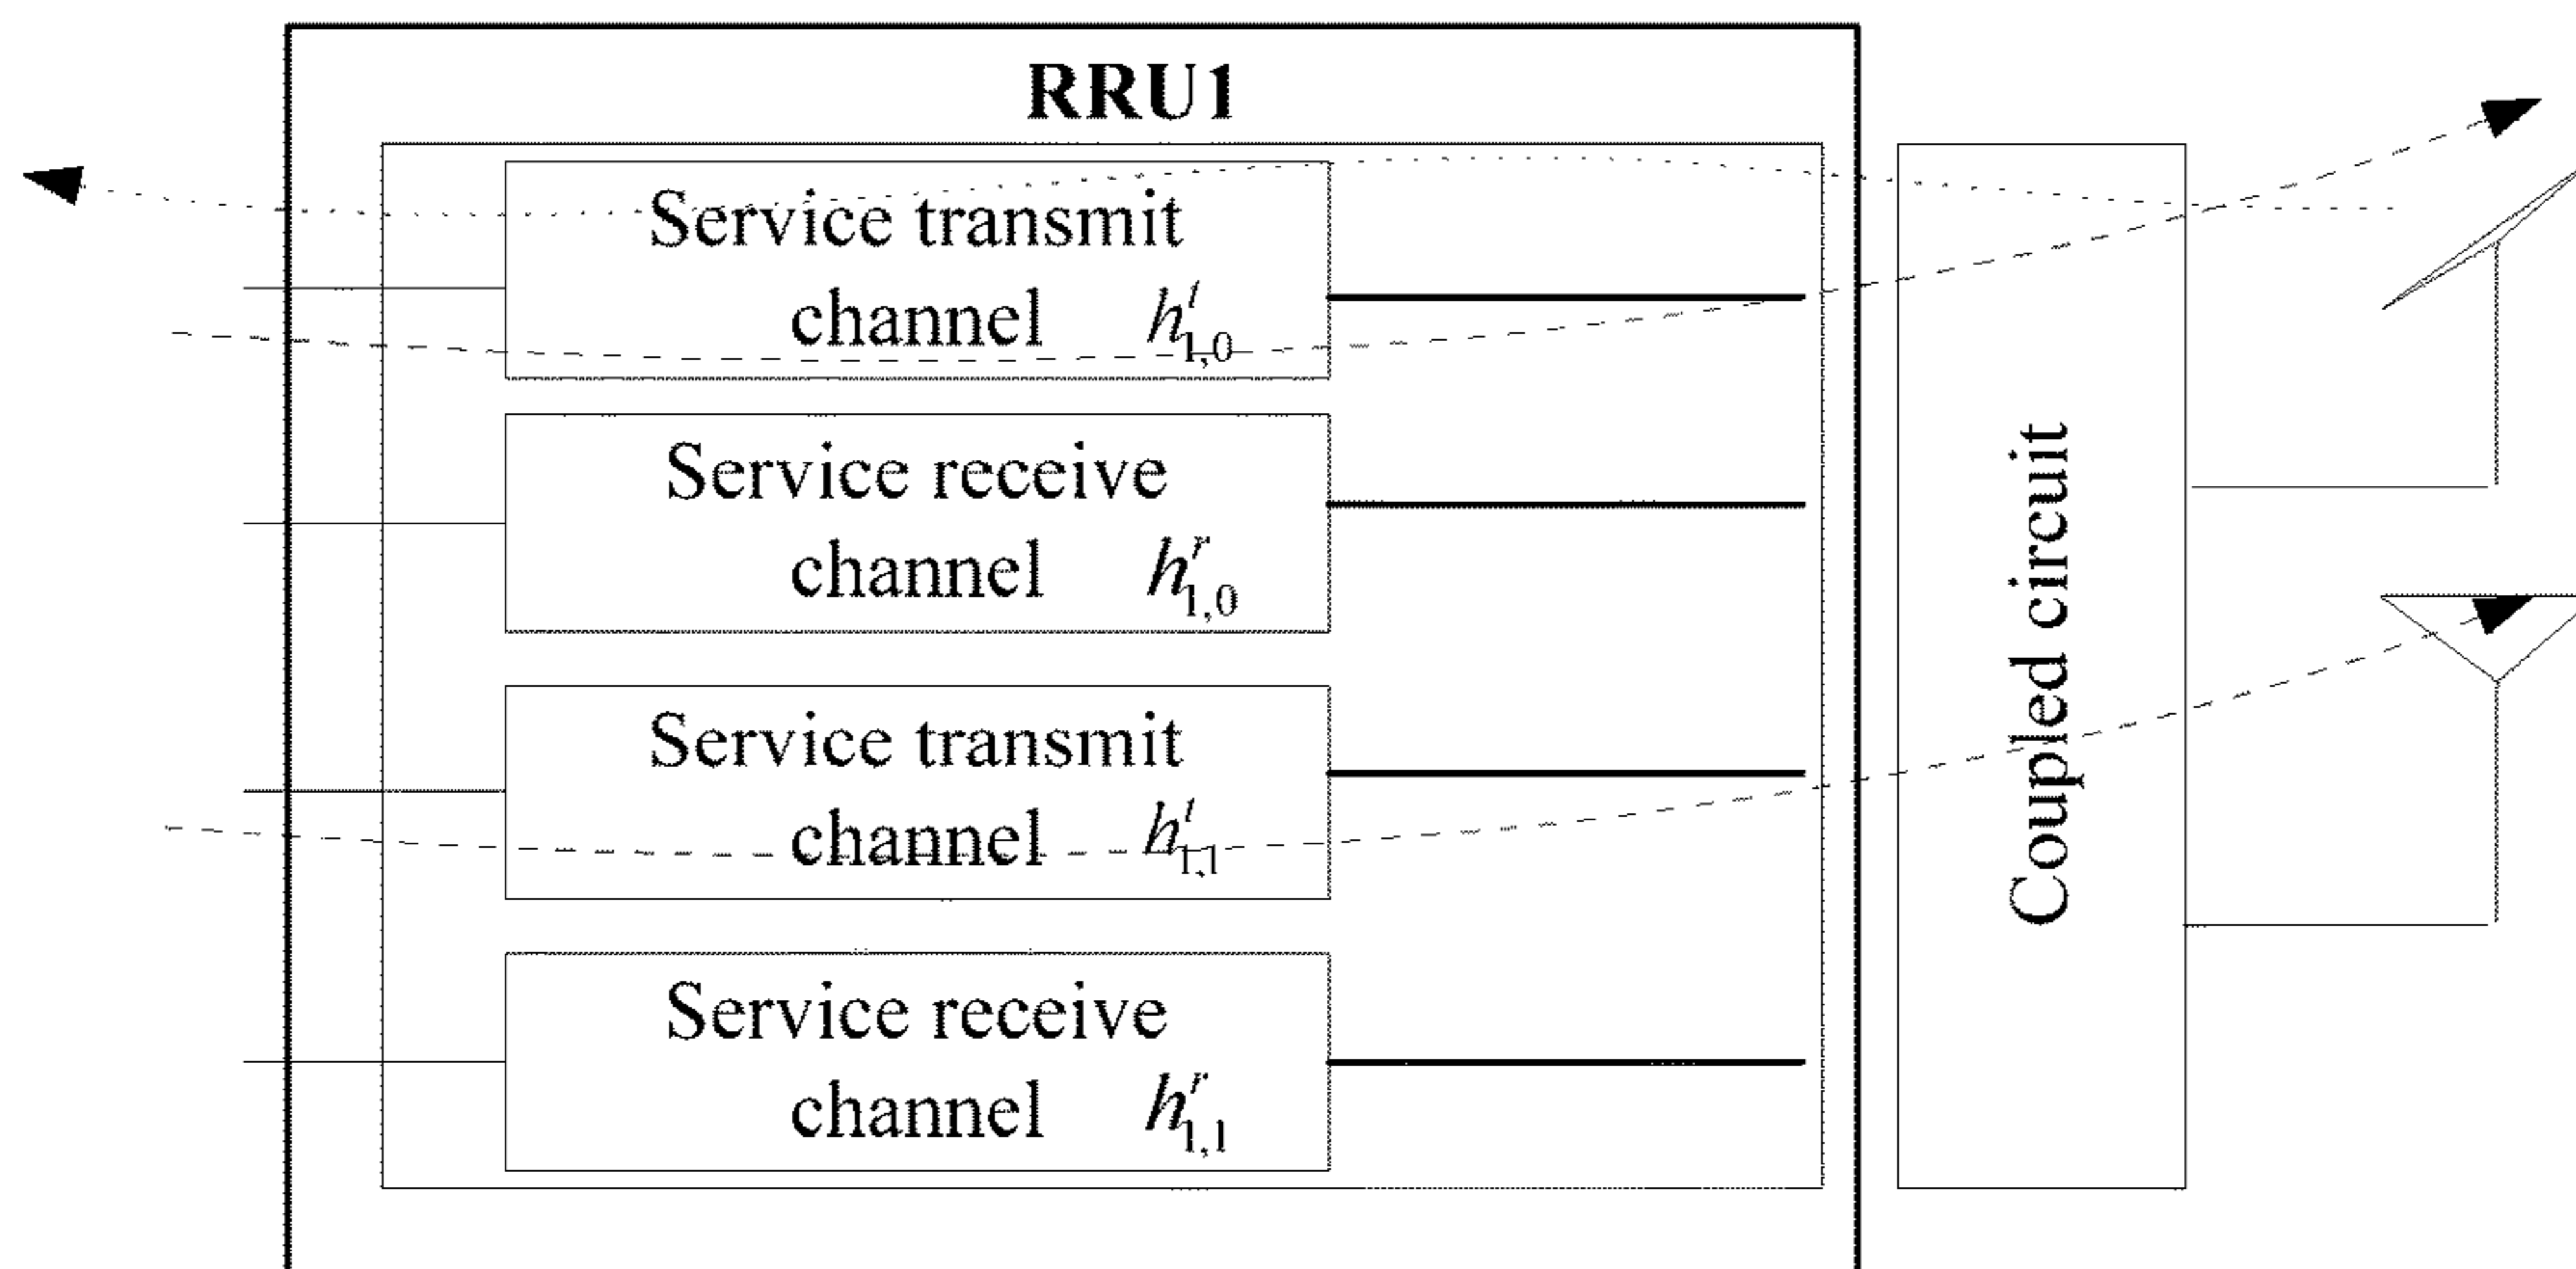 RRU1
Service transmit
channel h^t_{1,0}
Service receive
channel h^r_{1,0}
Service transmit
channel h^t_{1,1}
Service receive
channel h^r_{1,1}
Coupled circuit